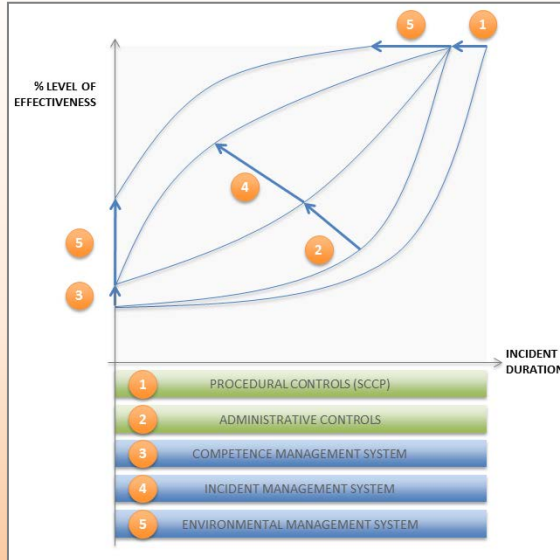 5
1
% LEVEL OF
EFFECTIVENESS
4
5
2
3
INCIDENT
DURATION
1 PROCEDURAL CONTROLS (SCCP)
2 ADMINISTRATIVE CONTROLS
3 COMPETENCE MANAGEMENT SYSTEM
4 INCIDENT MANAGEMENT SYSTEM
5 ENVIRONMENTAL MANAGEMENT SYSTEM